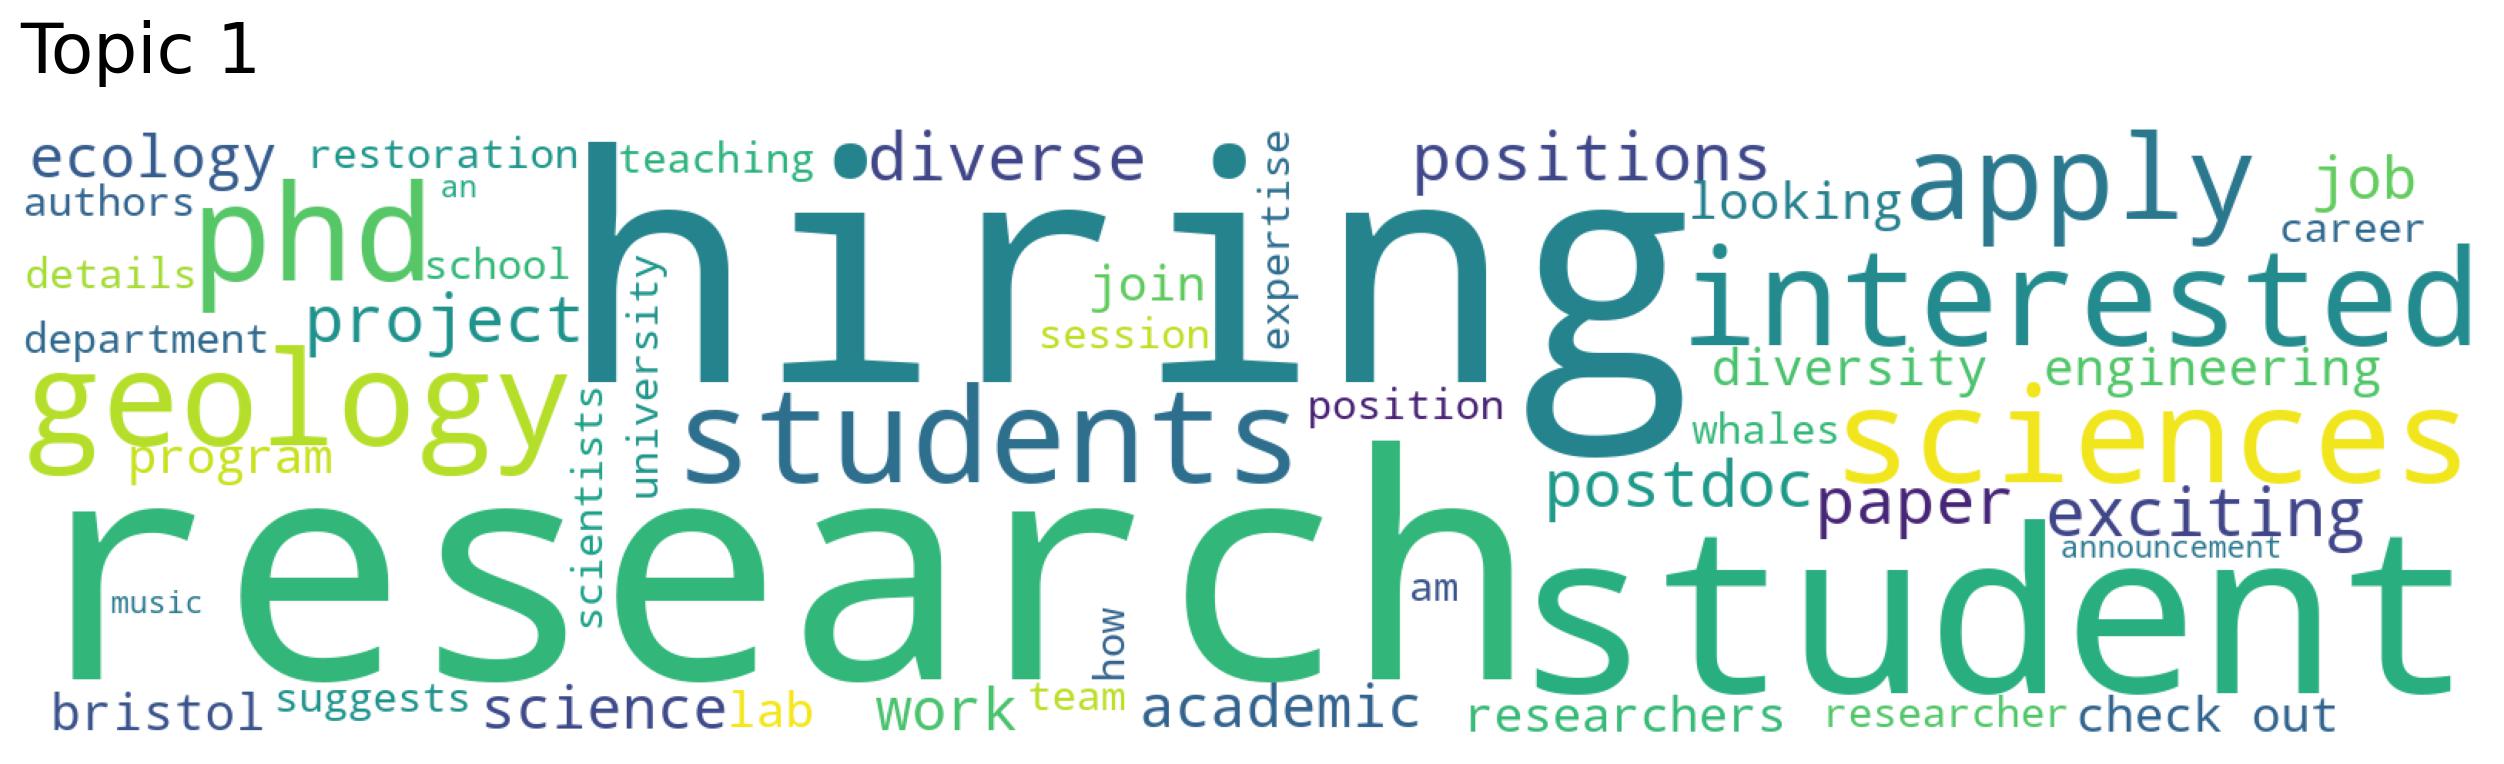 Topic 1
ecology
restoration
teaching
diverse
positions
apply
job
authors
an
looking
career
phd
hiring
expertise
details
school
university
join
interested
department
project
session
geology
students
position
diversity
engineering
program
scientists
whales
sciences
postdoc
paper
exciting
research
student
announcement
music
how
am
bristol
suggests
science
lab
work
team
academic
researchers
researcher
check out